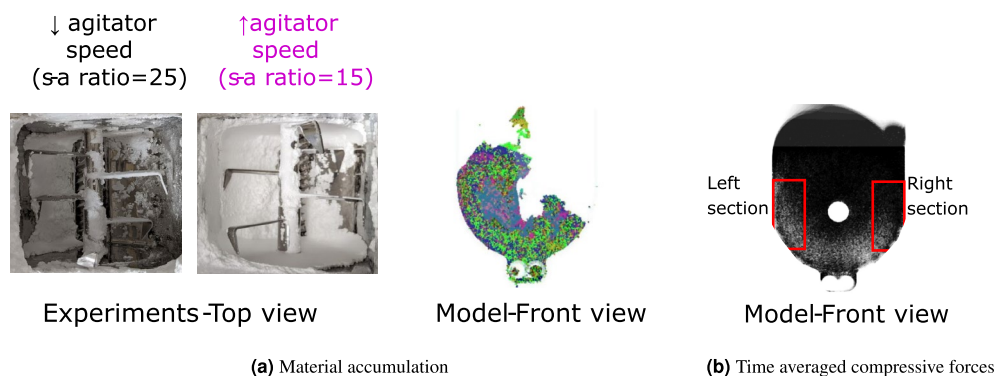 ↓ agitator
speed
(s-a ratio=25)
↑agitator
speed
(s-a ratio=15)
Left
section
Right
section
Experiments-Top view
Model-Front view
Model-Front view
(a) Material accumulation
(b) Time averaged compressive forces